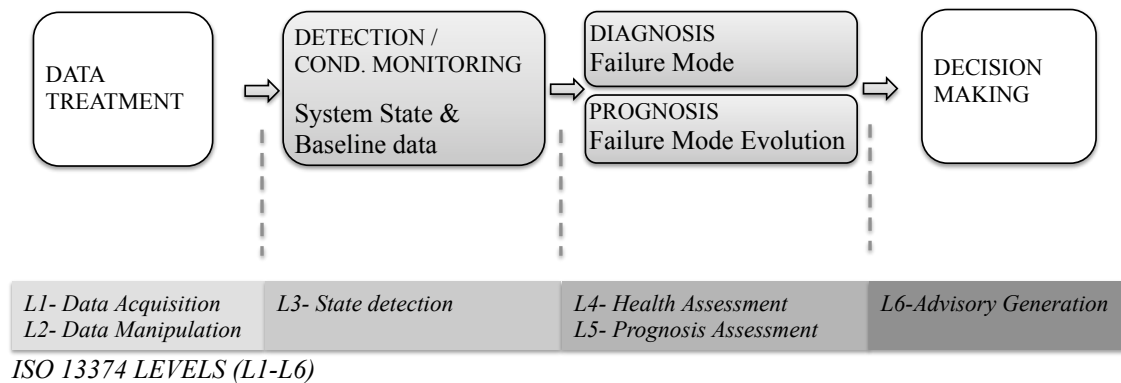 DATA
TREATMENT
DETECTION /
COND. MONITORING
System State &
Baseline data
DIAGNOSIS
Failure Mode
PROGNOSIS
Failure Mode Evolution
DECISION
MAKING
L1- Data Acquisition
L2- Data Manipulation
L3- State detection
L4- Health Assessment
L5- Prognosis Assessment
L6-Advisory Generation
ISO 13374 LEVELS (L1-L6)